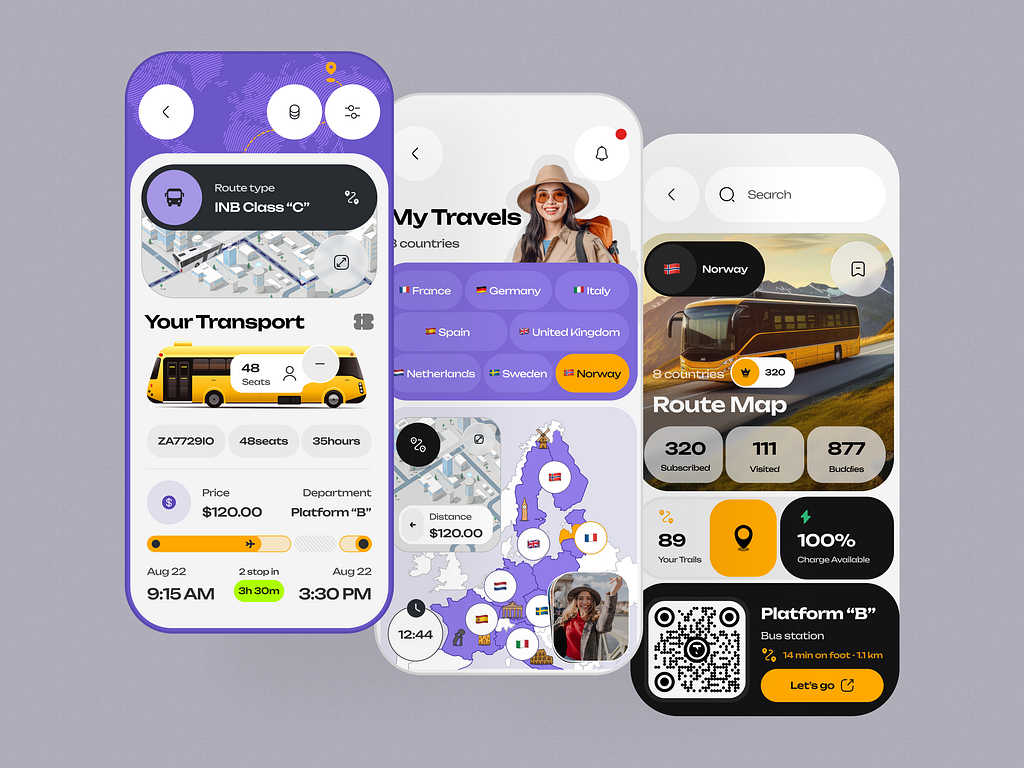 Route type
INB Class “C”
Your Transport
48
Seats
ZA7729IO
48seats
35hours
Price
$120.00
Department
Platform “B”
Aug 22
2 stop in
Aug 22
9:15 AM
3h 30m
3:30 PM
My Travels
8 countries
France
Germany
Italy
Spain
United Kingdom
Netherlands
Sweden
Norway
Distance
$120.00
12:44
Search
Norway
8 countries
320
Route Map
320
111
877
Subscribed
Visited
Buddies
89
Your Trails
100%
Charge Available
Platform “B”
Bus station
14 min on foot - 1.1 km
Let’s go